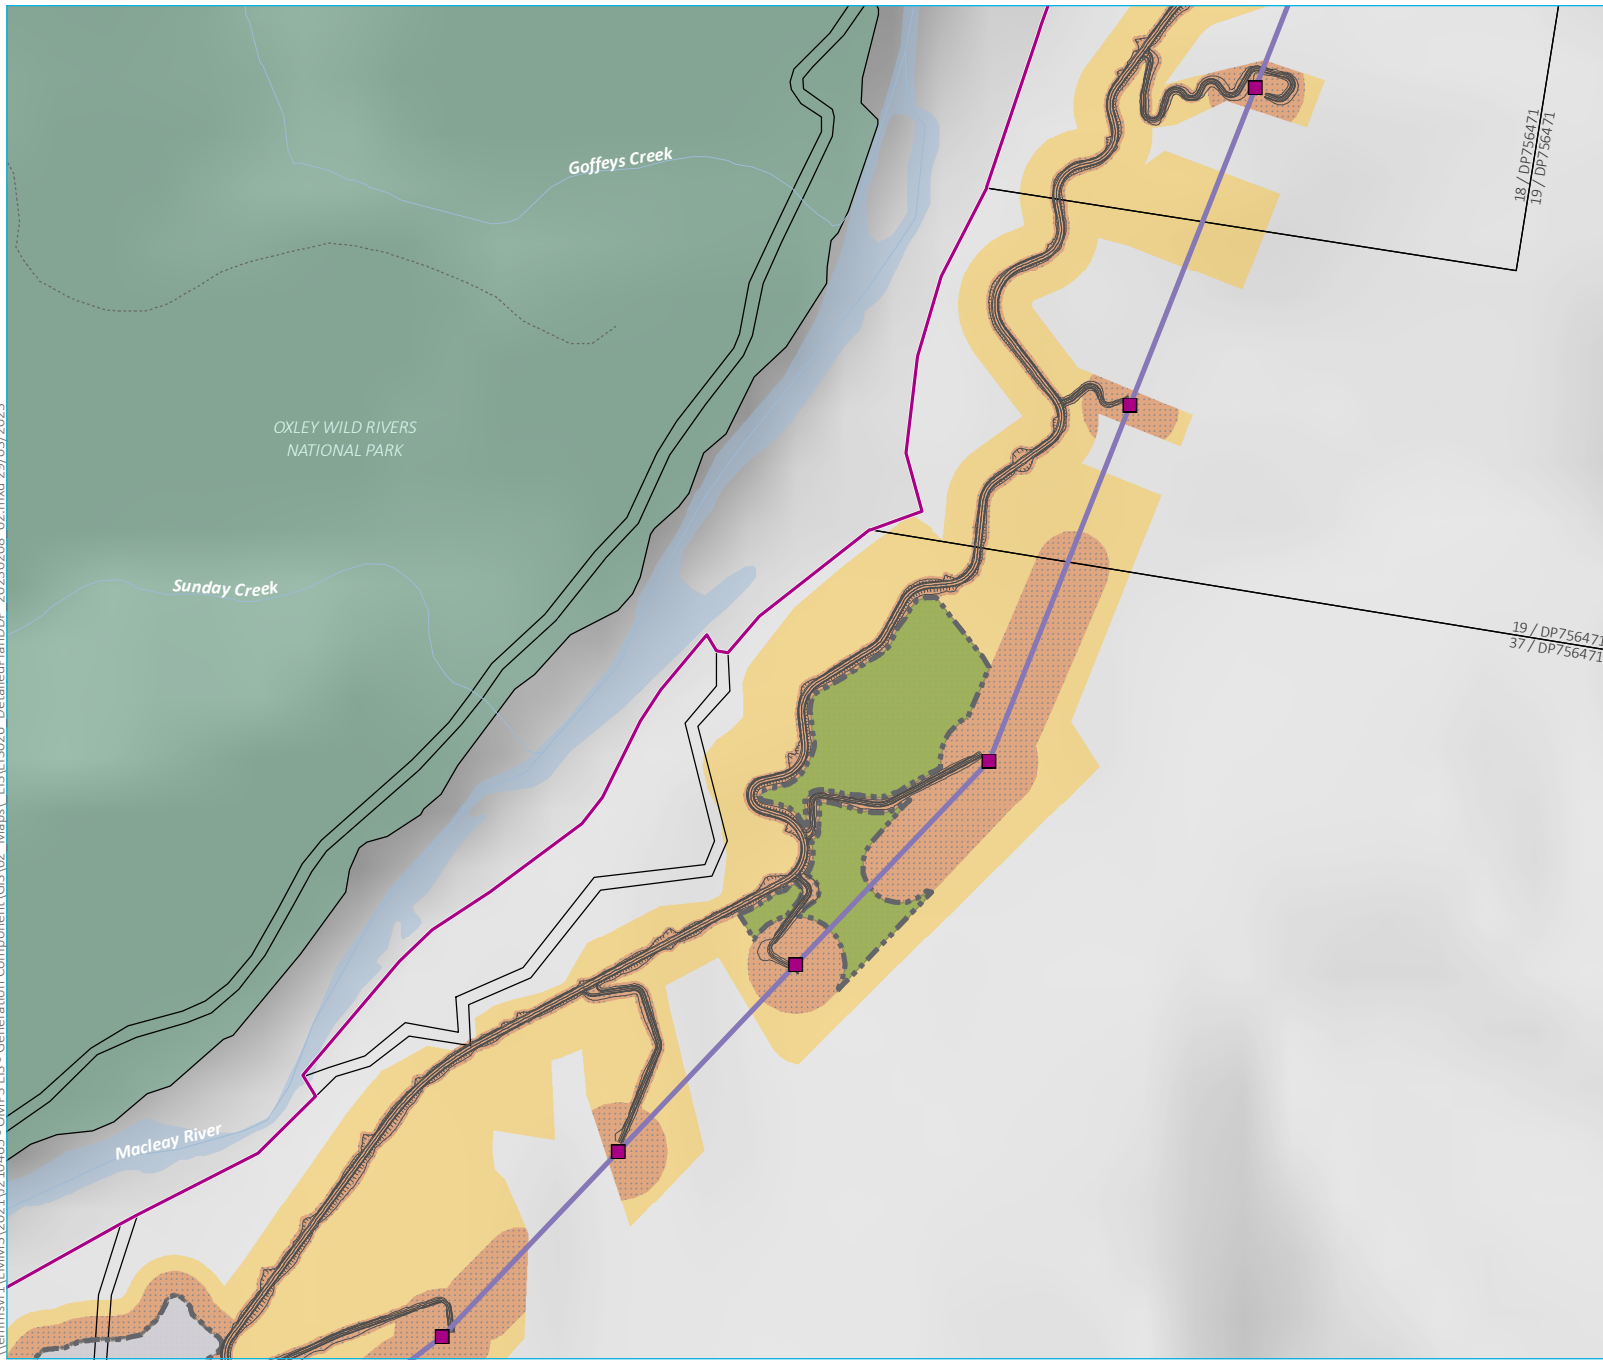 Goffeys Creek
18 / DP756471
19 / DP756471
OXLEY WILD RIVERS
NATIONAL PARK
Sunday Creek
19 / DP756471
37 / DP756471
Macleay River